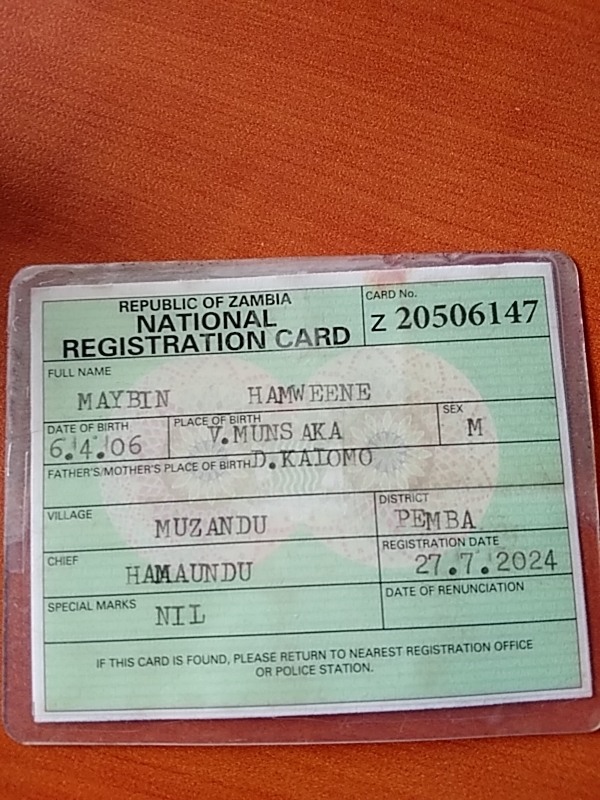 REPUBLIC OF ZAMBIA
NATIONAL
REGISTRATION CARD
CARD No.
Z 20506147
FULL NAME
MAYBIN HAMWEENE
DATE OF BIRTH
6.4.06
PLACE OF BIRTH
V.MUNSAKA
SEX
M
FATHER'S/MOTHER'S PLACE OF BIRTH D.KALOMO
VILLAGE
MUZANDU
DISTRICT
PEMBA
CHIEF
HAMAUNDU
REGISTRATION DATE
27.7.2024
SPECIAL MARKS
NIL
DATE OF RENUNCIATION
IF THIS CARD IS FOUND, PLEASE RETURN TO NEAREST REGISTRATION OFFICE
OR POLICE STATION.